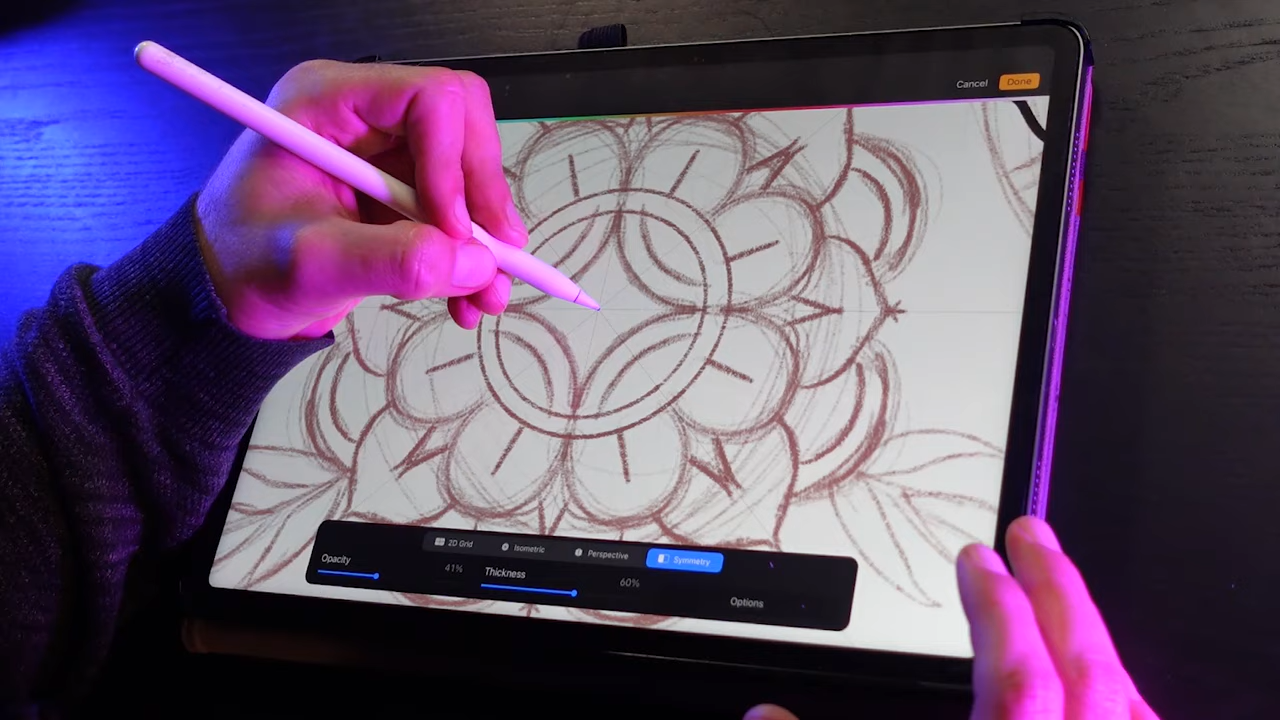 Cancel Done
2D Grid Isometric Perspective Symmetry
Opacity 41% Thickness 60%
Options